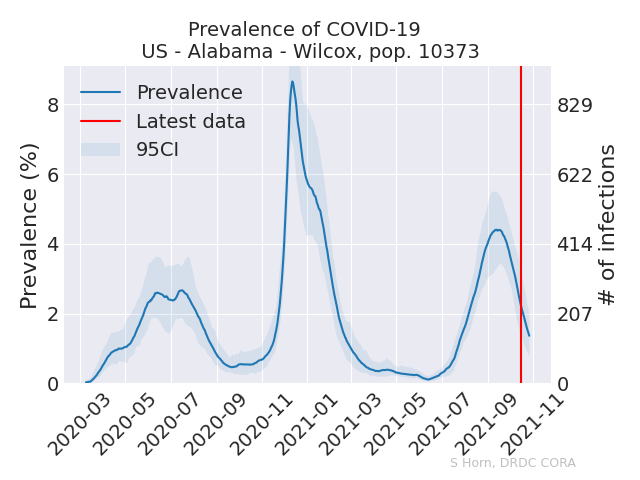 Prevalence of COVID-19
US - Alabama - Wilcox, pop. 10373
Prevalence
Latest data
95CI
Prevalence (%)
8
6
4
2
0
829
622
414
207
0
# of infections
2020-03
2020-05
2020-07
2020-09
2020-11
2021-01
2021-03
2021-05
2021-07
2021-09
2021-11
S Horn, DRDC CORA